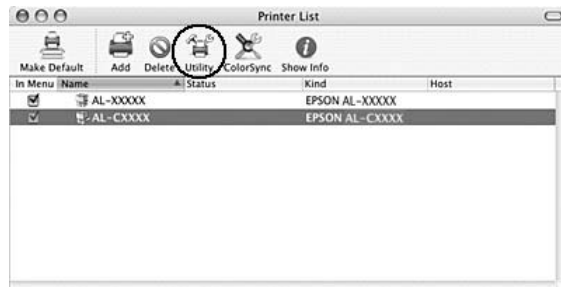 Printer List
Make Default Add Delete Utility ColorSync Show Info
In Menu Name Status Kind Host
AL-XXXXX EPSON AL-XXXXX
AL-CXXXX EPSON AL-CXXXX